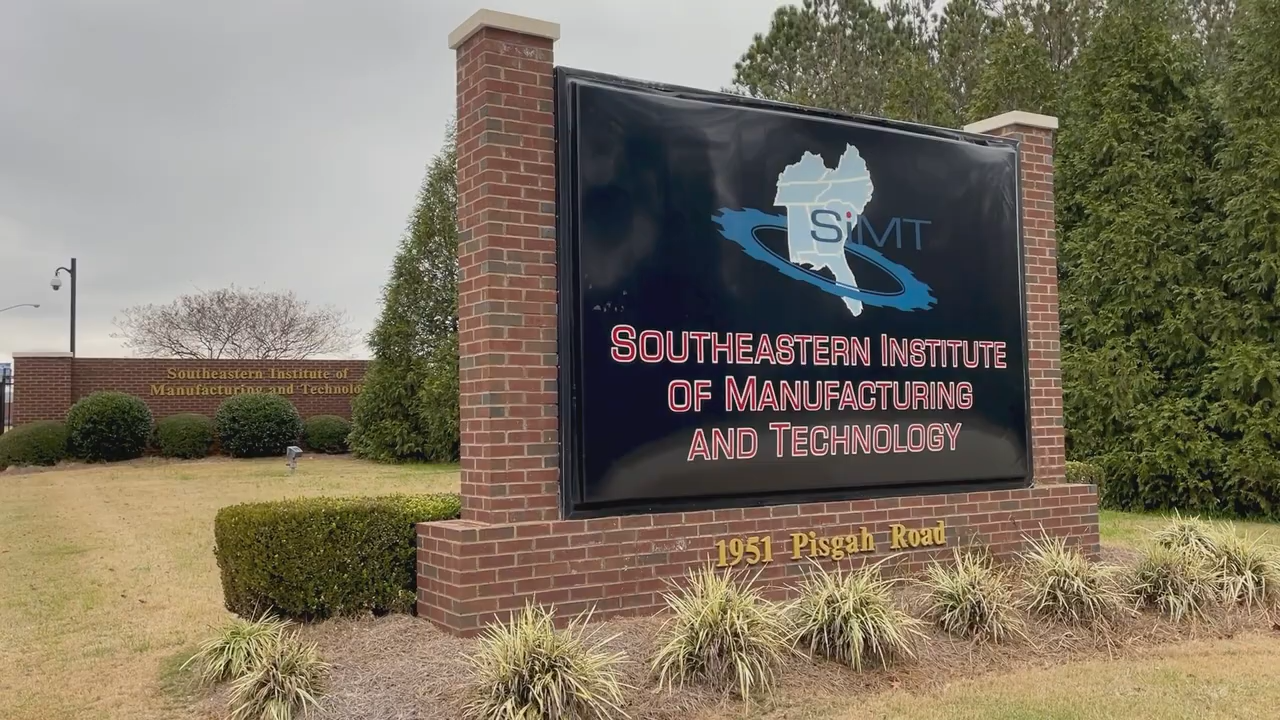 SiMT
SOUTHEASTERN INSTITUTE
OF MANUFACTURING
AND TECHNOLOGY
1951 Pisgah Road
Southeastern Institute of
Manufacturing and Technolo